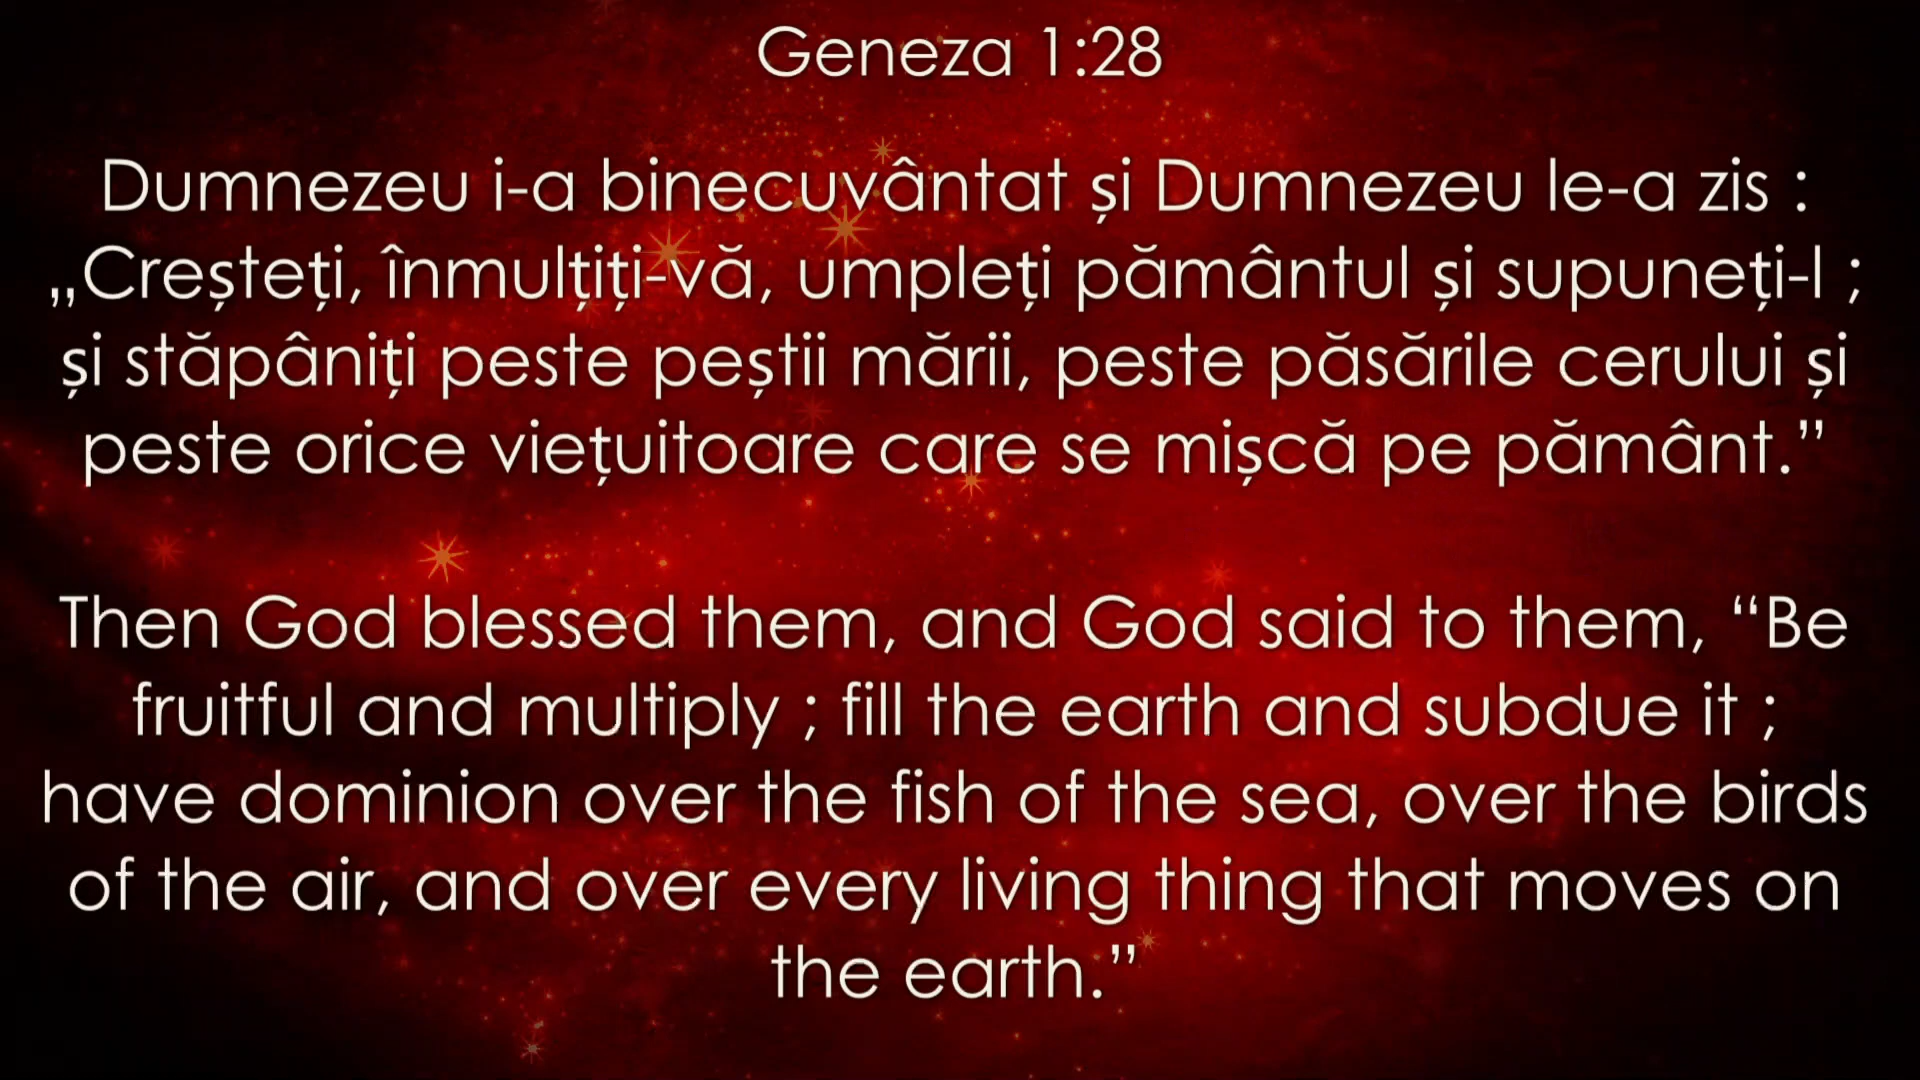 Geneza 1:28
Dumnezeu i-a binecuvântat și Dumnezeu le-a zis :
„Creșteți, înmulțiți-vă, umpleți pământul și supuneți-l ;
și stăpâniți peste peștii mării, peste păsările cerului și
peste orice viețuitoare care se mișcă pe pământ.”
Then God blessed them, and God said to them, “Be
fruitful and multiply ; fill the earth and subdue it ;
have dominion over the fish of the sea, over the birds
of the air, and over every living thing that moves on
the earth.”